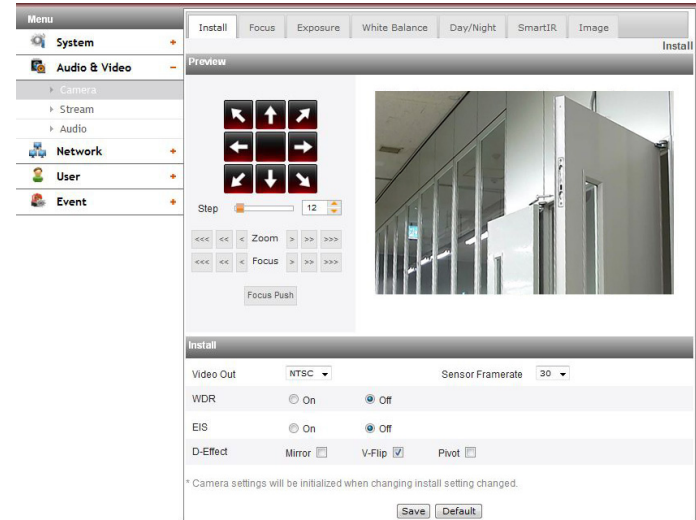 Menu
System +
Audio & Video -
Camera
Stream
Audio
Network +
User +
Event +
Install Focus Exposure White Balance Day/Night SmartIR Image
Install
Preview
Step 12
<<< << < Zoom > >> >>>
<<< << < Focus > >> >>>
Focus Push
Install
Video Out NTSC Sensor Framerate 30
WDR On Off
EIS On Off
D-Effect Mirror V-Flip Pivot
* Camera settings will be initialized when changing install setting changed.
Save Default